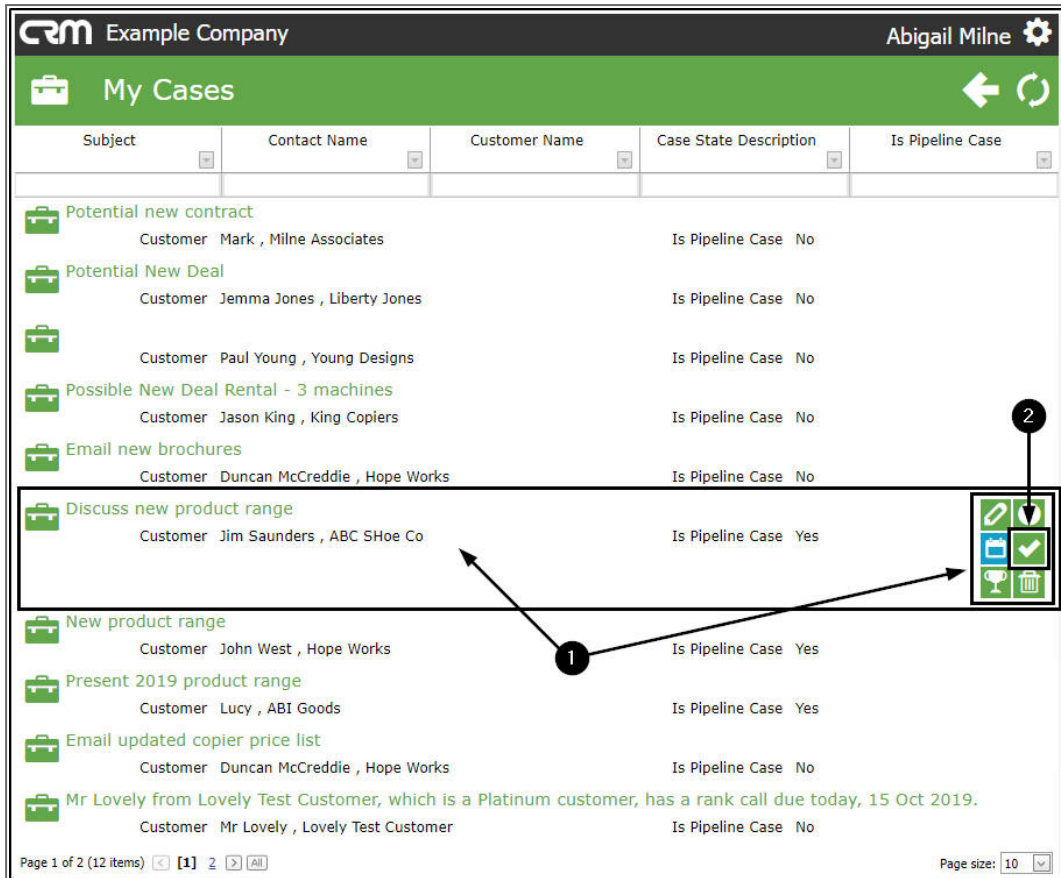 CRM Example Company Abigail Milne
My Cases
Subject Contact Name Customer Name Case State Description Is Pipeline Case
Potential new contract
Customer Mark , Milne Associates Is Pipeline Case No
Potential New Deal
Customer Jemma Jones , Liberty Jones Is Pipeline Case No
Customer Paul Young , Young Designs Is Pipeline Case No
Possible New Deal Rental - 3 machines
Customer Jason King , King Copiers Is Pipeline Case No
2
Email new brochures
Customer Duncan McCreddie , Hope Works Is Pipeline Case No
Discuss new product range
Customer Jim Saunders , ABC SHoe Co Is Pipeline Case Yes
New product range
Customer John West , Hope Works Is Pipeline Case Yes
1
Present 2019 product range
Customer Lucy , ABI Goods Is Pipeline Case Yes
Email updated copier price list
Customer Duncan McCreddie , Hope Works Is Pipeline Case No
Mr Lovely from Lovely Test Customer, which is a Platinum customer, has a rank call due today, 15 Oct 2019.
Customer Mr Lovely , Lovely Test Customer Is Pipeline Case No
Page 1 of 2 (12 items) < [1] 2 > All Page size: 10